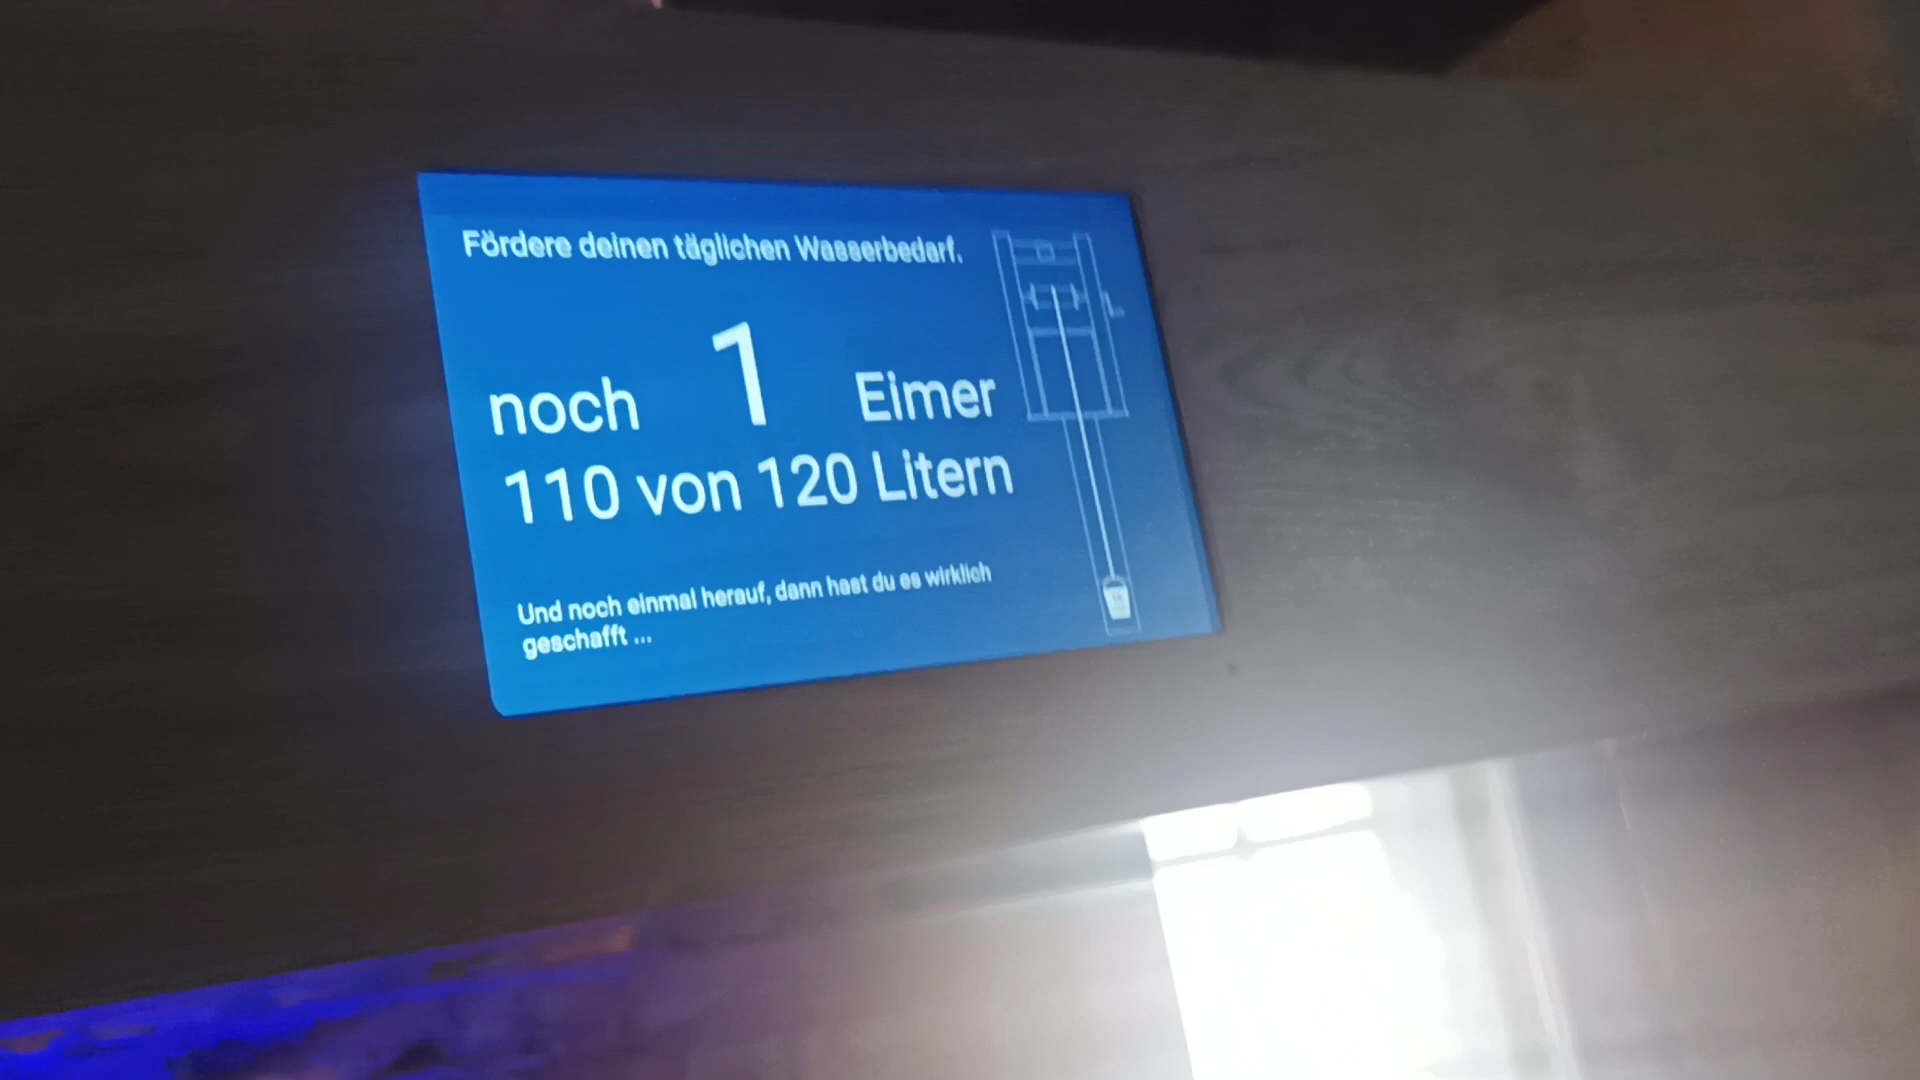 Fördere deinen täglichen Wasserbedarf.
noch 1 Eimer
110 von 120 Litern
Und noch einmal herauf, dann hast du es wirklich
geschafft ...